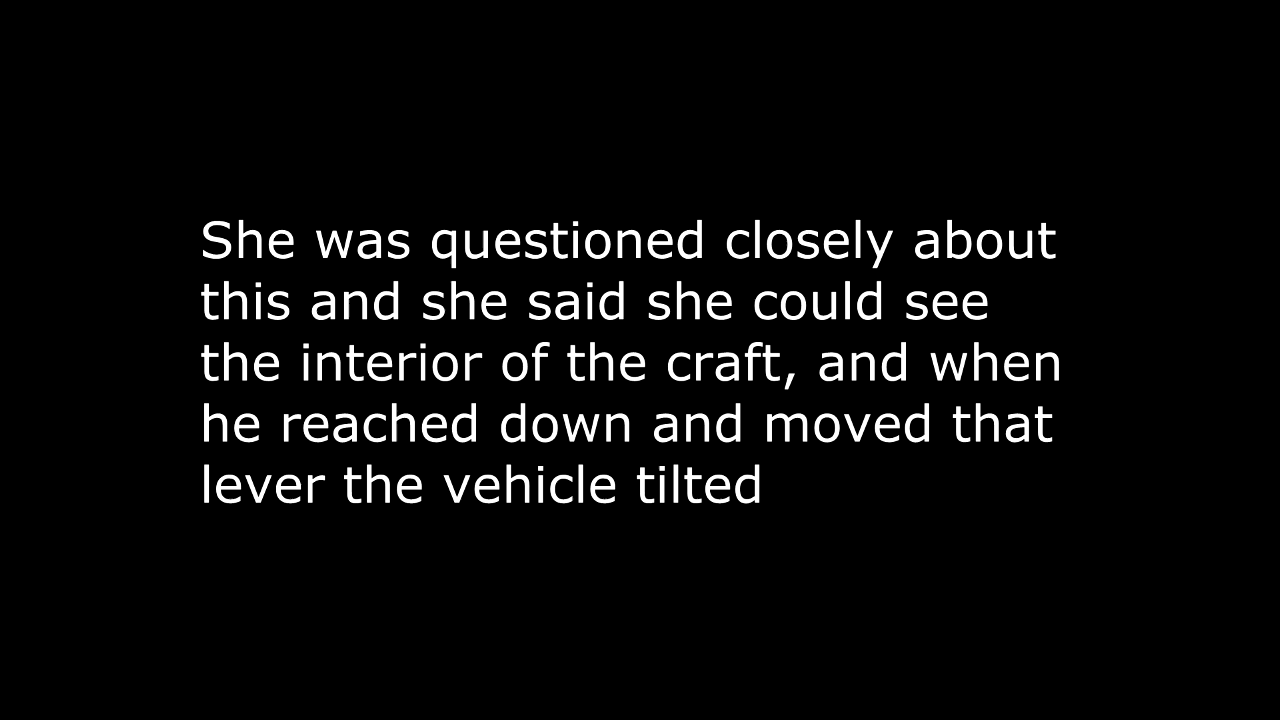 She was questioned closely about
this and she said she could see
the interior of the craft, and when
he reached down and moved that
lever the vehicle tilted